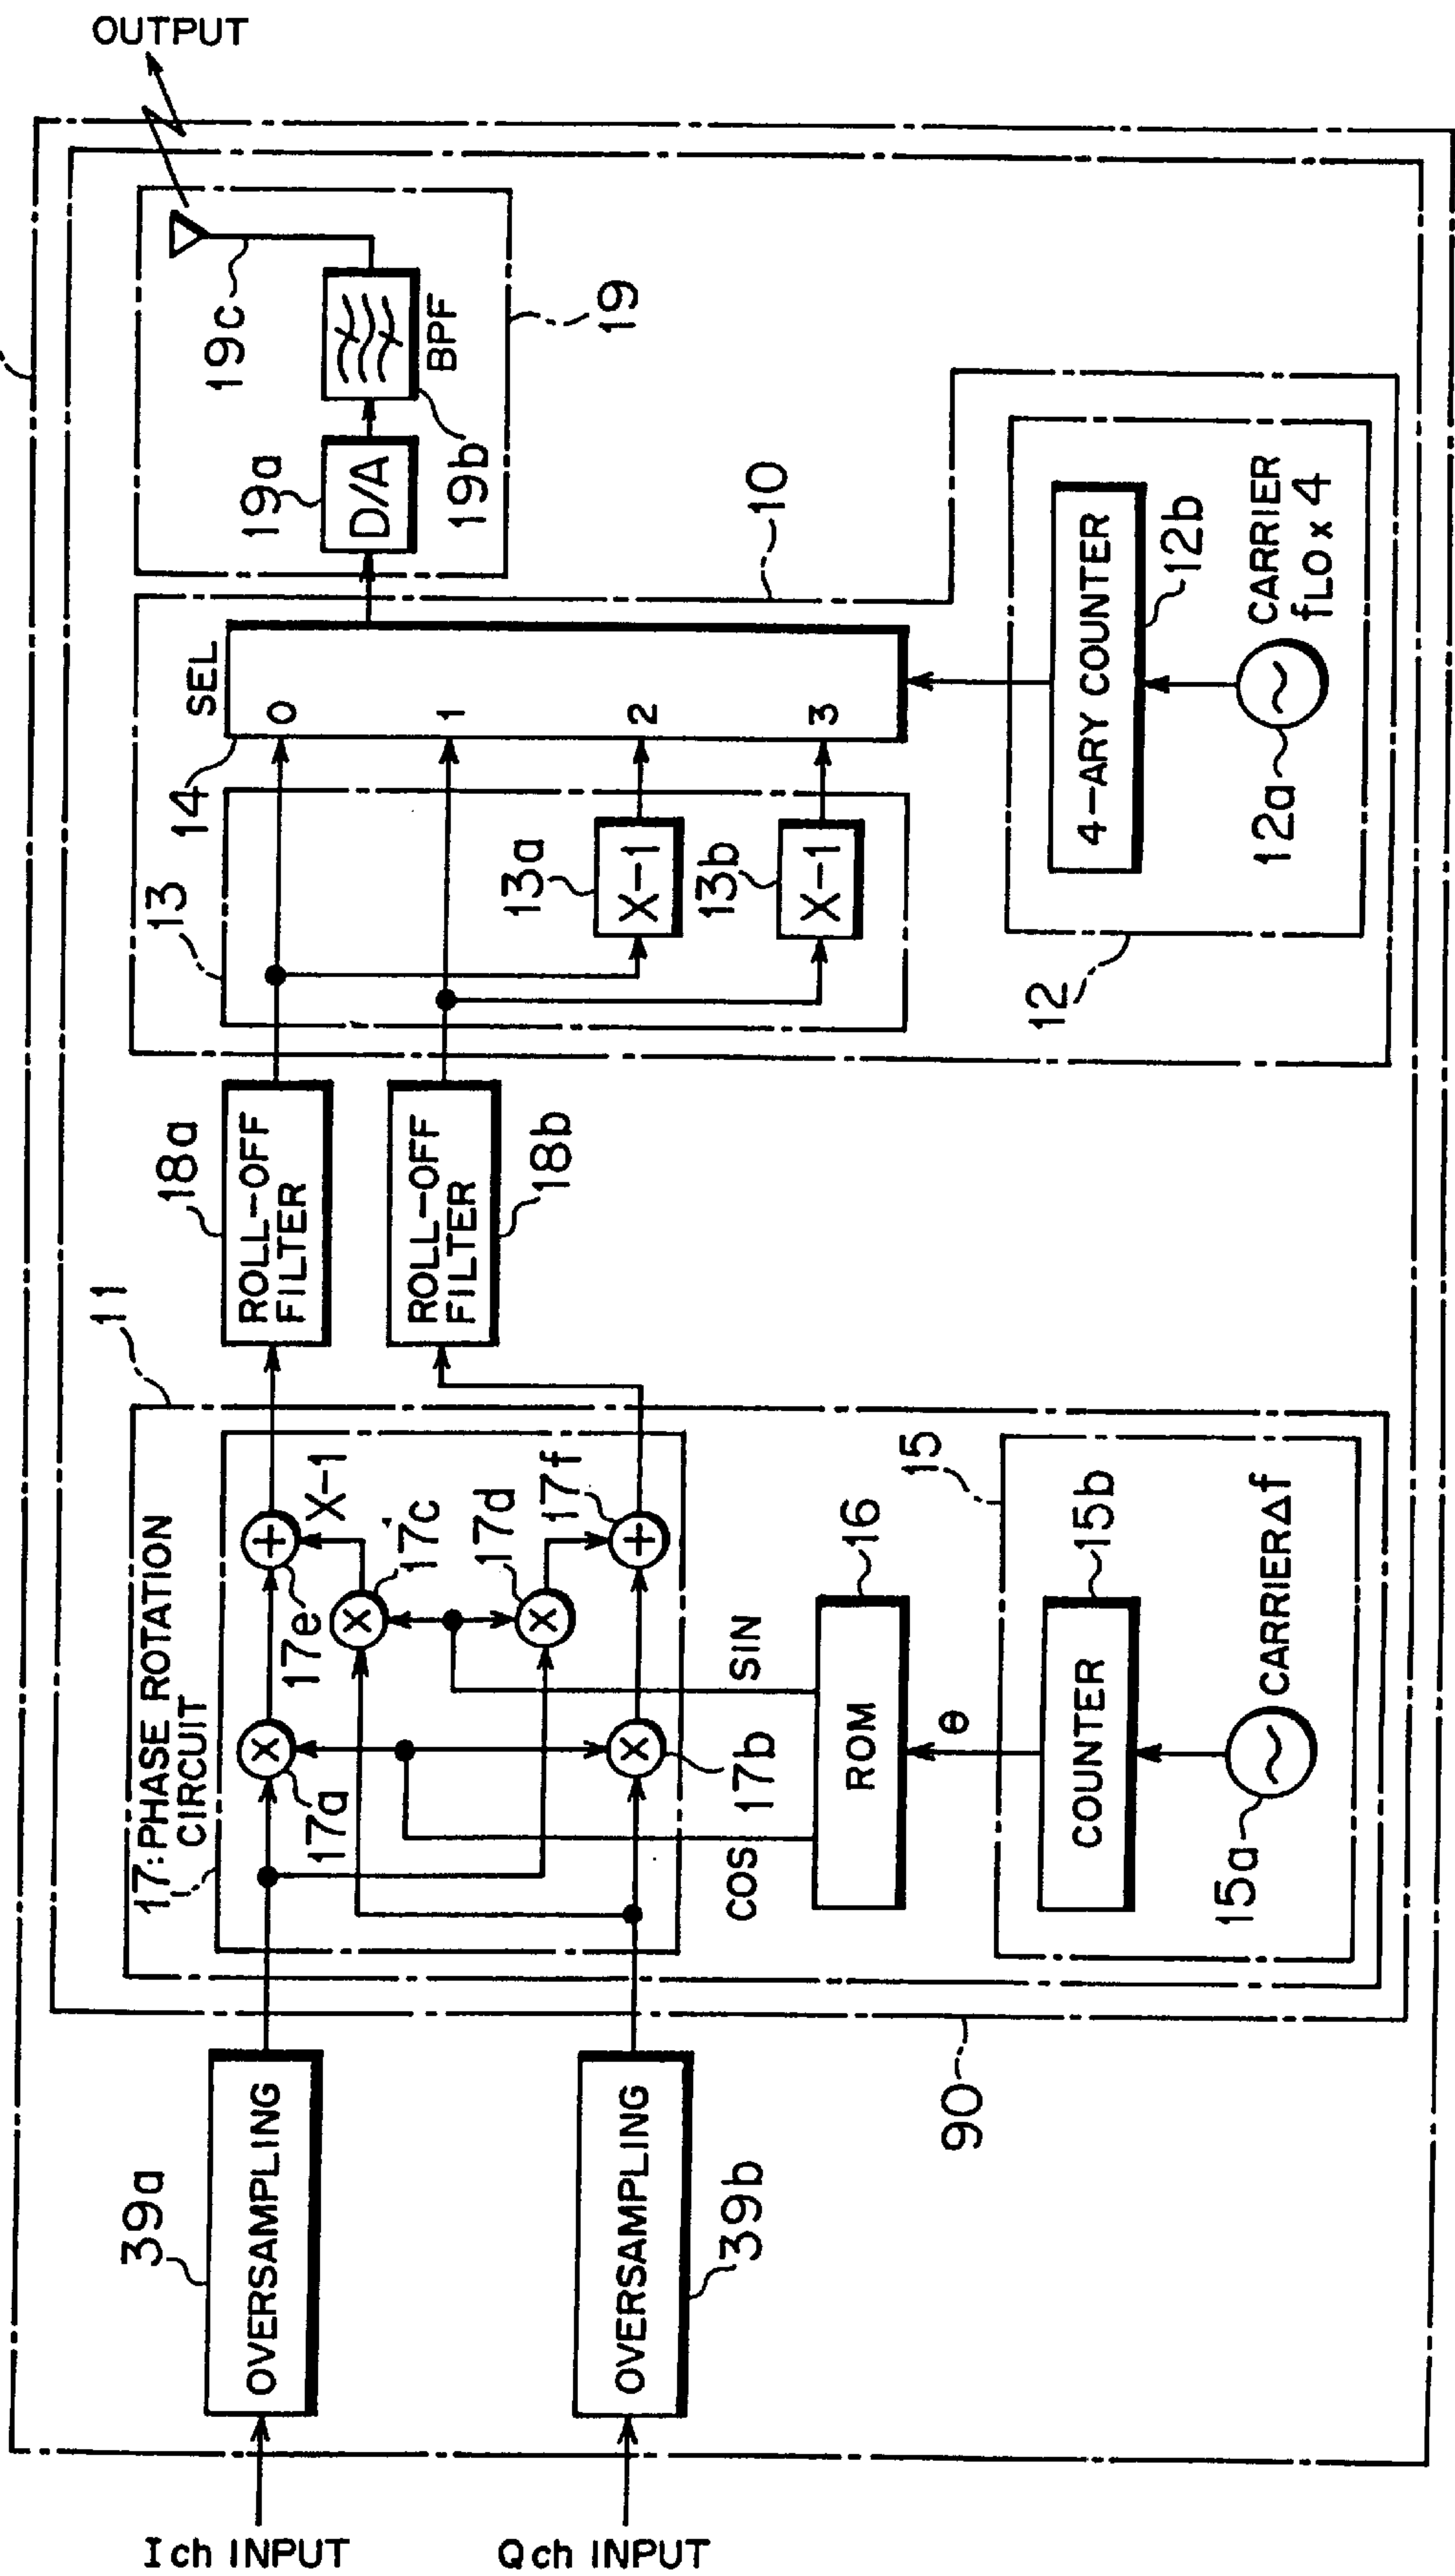 Ich INPUT
Qch INPUT
39a
OVERSAMPLING
OVERSAMPLING
39b
90
17:PHASE ROTATION
CIRCUIT
11
17a
17e
X-1
17c
17d
17f
17b
COS
SIN
ROM
16
θ
15
COUNTER
15b
15a
CARRIERΔf
18a
ROLL-OFF
FILTER
ROLL-OFF
FILTER
18b
13
14
SEL
0
1
2
3
13a
X-1
13b
X-1
10
12
4-ARY COUNTER
12b
12a
CARRIER
fLO×4
19a
D/A
19b
BPF
19c
19
OUTPUT